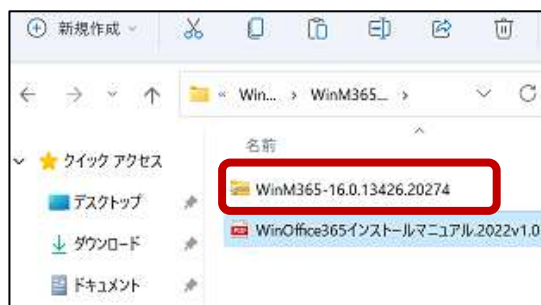 新規作成
« Win... › WinM365... ›
名前
クイック アクセス
WinM365-16.0.13426.20274
デスクトップ
WinOffice365インストールマニュアル.2022v1.0
ダウンロード
ドキュメント